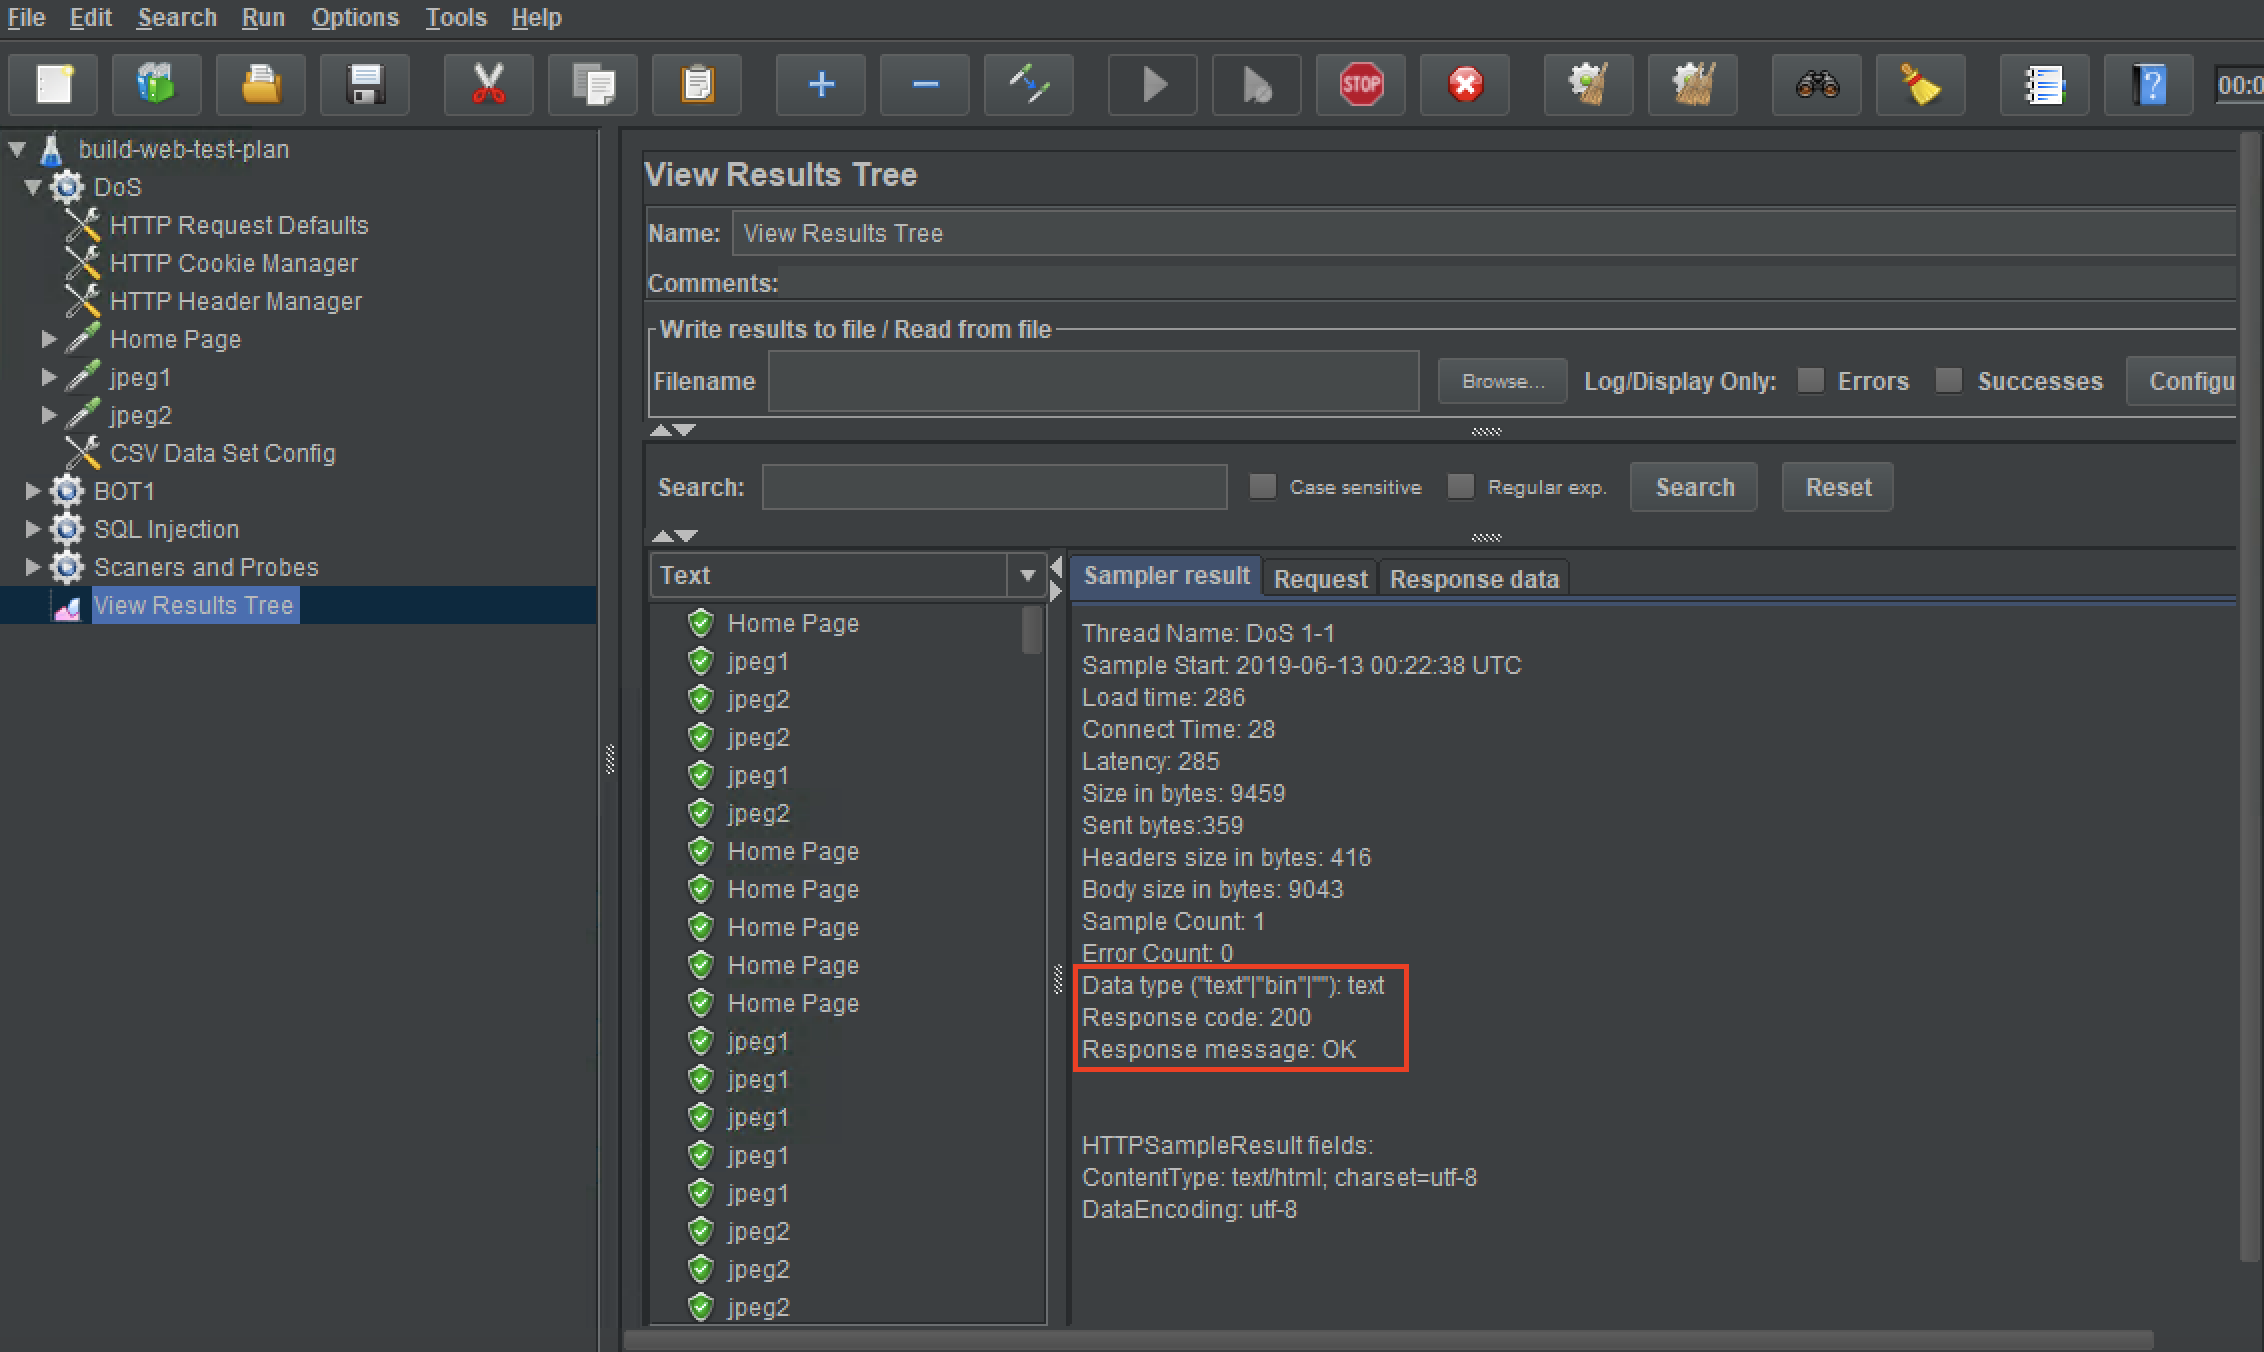 File Edit Search Run Options Tools Help
STOP
00:0
build-web-test-plan
DoS
HTTP Request Defaults
HTTP Cookie Manager
HTTP Header Manager
Home Page
jpeg1
jpeg2
CSV Data Set Config
BOT1
SQL Injection
Scaners and Probes
View Results Tree
View Results Tree
Name: View Results Tree
Comments:
Write results to file / Read from file
Filename Browse... Log/Display Only: Errors Successes Configu
Search: Case sensitive Regular exp. Search Reset
Text
Home Page
jpeg1
jpeg2
jpeg2
jpeg1
jpeg2
Home Page
Home Page
Home Page
Home Page
Home Page
jpeg1
jpeg1
jpeg1
jpeg1
jpeg1
jpeg2
jpeg2
jpeg2
Sampler result Request Response data
Thread Name: DoS 1-1
Sample Start: 2019-06-13 00:22:38 UTC
Load time: 286
Connect Time: 28
Latency: 285
Size in bytes: 9459
Sent bytes:359
Headers size in bytes: 416
Body size in bytes: 9043
Sample Count: 1
Error Count: 0
Data type ("text"|"bin"|""): text
Response code: 200
Response message: OK
HTTPSampleResult fields:
ContentType: text/html; charset=utf-8
DataEncoding: utf-8